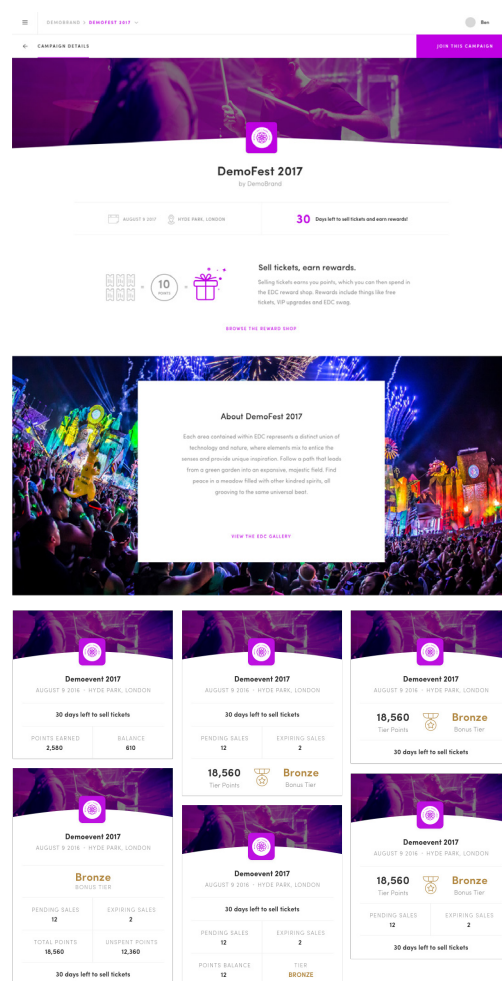 DEMOBRAND > DEMOFEST 2017
Ben
CAMPAIGN DETAILS
JOIN THIS CAMPAIGN
DemoFest 2017
by DemoBrand
AUGUST 9 2017
HYDE PARK, LONDON
30 Days left to sell tickets and earn rewards!
10
POINTS
Sell tickets, earn rewards.
Selling tickets earns you points, which you can then spend in
the EDC reward shop. Rewards include things like free
tickets, VIP upgrades and EDC swag.
BROWSE THE REWARD SHOP
About DemoFest 2017
Each area contained within EDC represents a distinct union of
technology and nature, where elements mix to entice the
senses and provide unique inspiration. Follow a path that leads
from a green garden into an expansive, majestic field. Find
peace in a meadow filled with other kindred spirits, all
grooving to the same universal beat.
VIEW THE EDC GALLERY
Demoevent 2017
AUGUST 9 2016 - HYDE PARK, LONDON
30 days left to sell tickets
POINTS EARNED
2,580
BALANCE
610
Demoevent 2017
AUGUST 9 2016 - HYDE PARK, LONDON
Bronze
BONUS TIER
PENDING SALES
12
EXPIRING SALES
2
TOTAL POINTS
18,560
UNSPENT POINTS
12,360
30 days left to sell tickets
Demoevent 2017
AUGUST 9 2016 - HYDE PARK, LONDON
30 days left to sell tickets
PENDING SALES
12
EXPIRING SALES
2
18,560
Tier Points
Bronze
Bonus Tier
Demoevent 2017
AUGUST 9 2016 - HYDE PARK, LONDON
30 days left to sell tickets
PENDING SALES
12
EXPIRING SALES
2
POINTS BALANCE
12
TIER
BRONZE
Demoevent 2017
AUGUST 9 2016 - HYDE PARK, LONDON
18,560
Tier Points
Bronze
Bonus Tier
30 days left to sell tickets
Demoevent 2017
AUGUST 9 2016 - HYDE PARK, LONDON
18,560
Tier Points
Bronze
Bonus Tier
PENDING SALES
12
EXPIRING SALES
2
30 days left to sell tickets